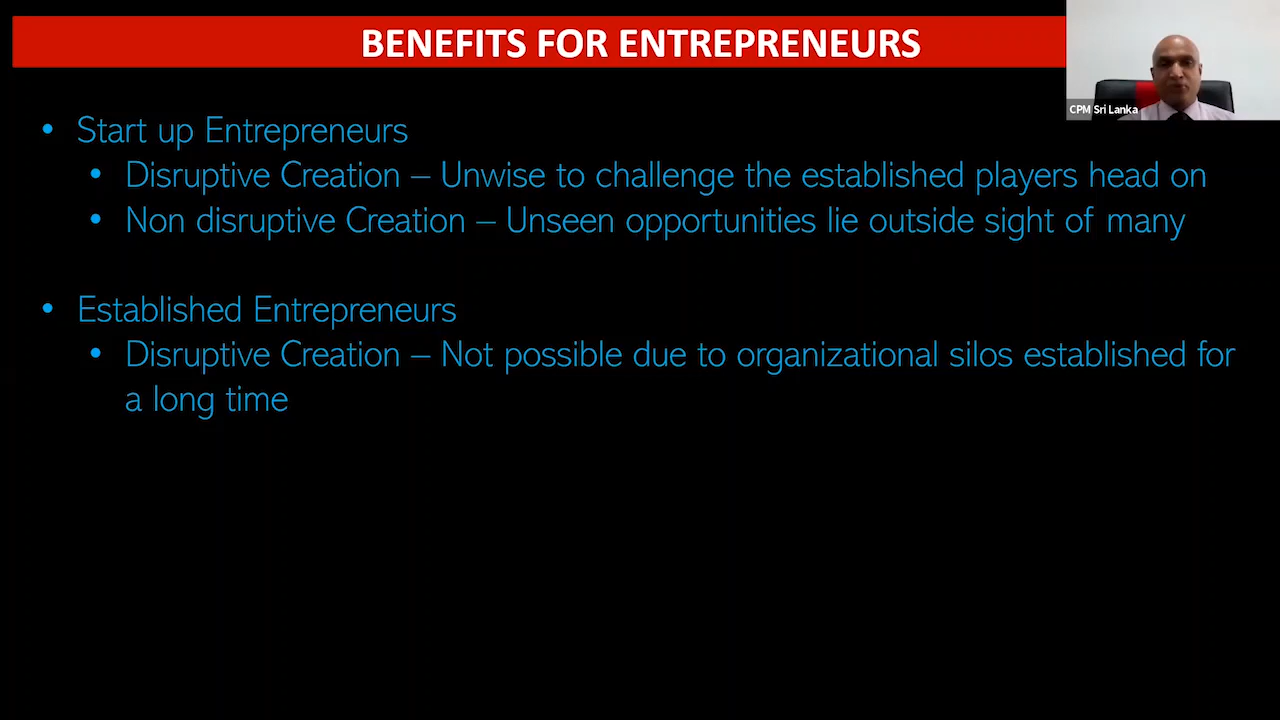 BENEFITS FOR ENTREPRENEURS
CPM Sri Lanka
• Start up Entrepreneurs
• Disruptive Creation – Unwise to challenge the established players head on
• Non disruptive Creation – Unseen opportunities lie outside sight of many
• Established Entrepreneurs
• Disruptive Creation – Not possible due to organizational silos established for
a long time